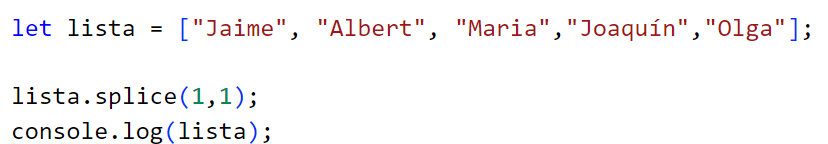 let lista = ["Jaime", "Albert", "Maria","Joaquín","Olga"];
lista.splice(1,1);
console.log(lista);